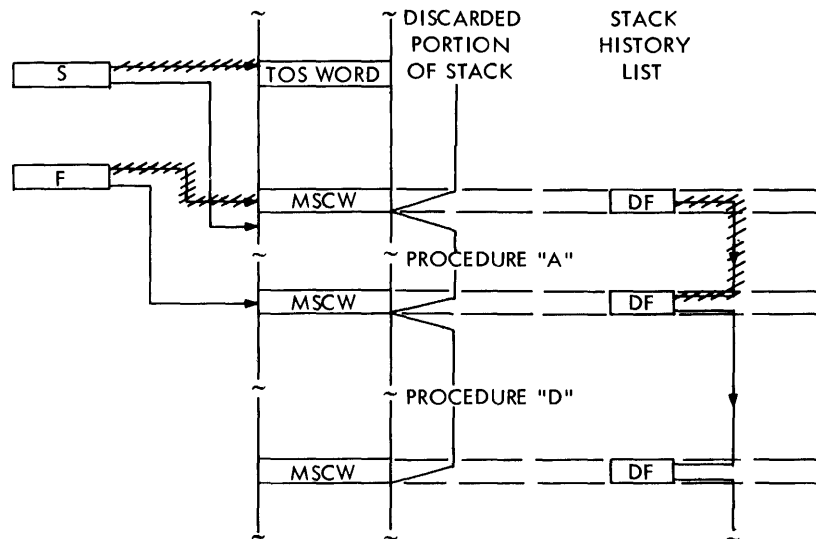 DISCARDED
PORTION
OF STACK
STACK
HISTORY
LIST
S
TOS WORD
F
MSCW
DF
PROCEDURE "A"
MSCW
DF
PROCEDURE "D"
MSCW
DF